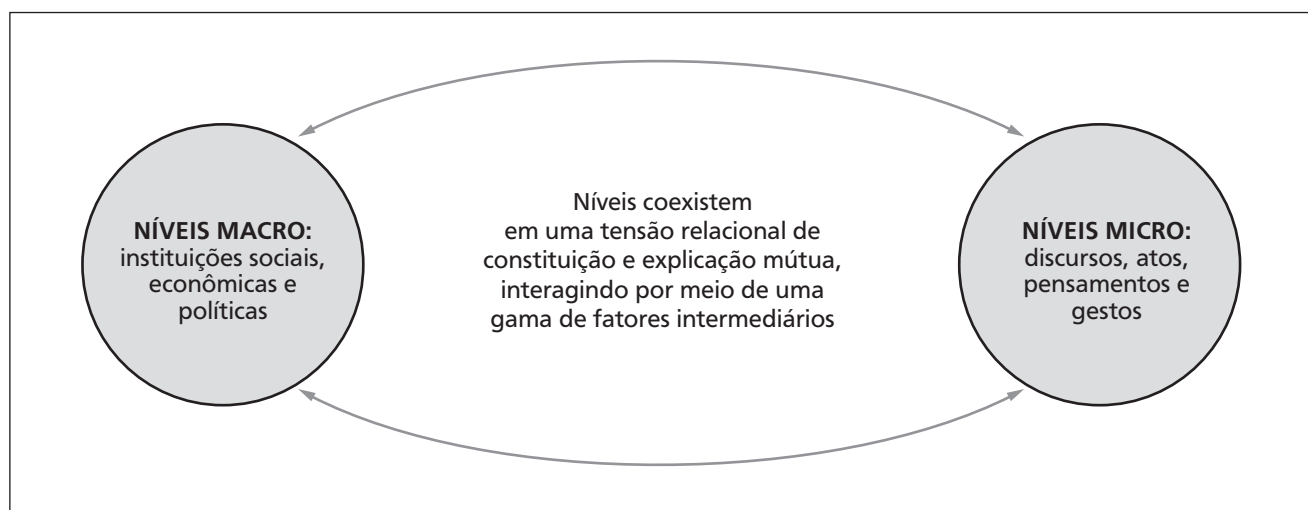 NÍVEIS MACRO:
instituições sociais,
econômicas e
políticas
Níveis coexistem
em uma tensão relacional de
constituição e explicação mútua,
interagindo por meio de uma
gama de fatores intermediários
NÍVEIS MICRO:
discursos, atos,
pensamentos e
gestos